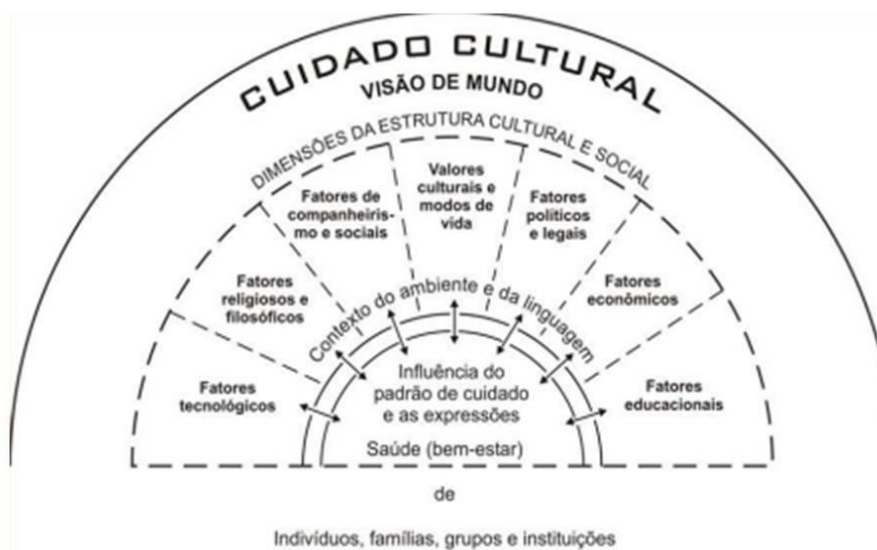 CUIDADO CULTURAL
VISÃO DE MUNDO
DIMENSÕES DA ESTRUTURA CULTURAL E SOCIAL
Fatores
tecnológicos
Fatores
religiosos e
filosóficos
Fatores de
companheiris-
mo e sociais
Valores
culturais e
modos de
vida
Fatores
políticos
e legais
Fatores
econômicos
Fatores
educacionais
Contexto do ambiente e da linguagem
Influência do
padrão de cuidado
e as expressões
Saúde (bem-estar)
de
Indivíduos, famílias, grupos e instituições